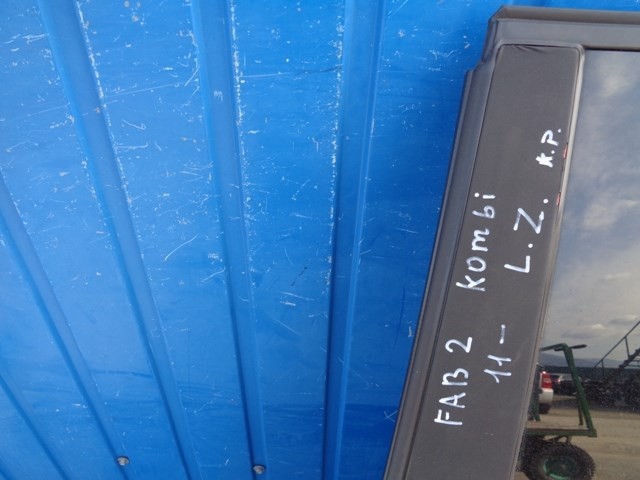 FAB 2 kombi
11- L.Z. K.P.